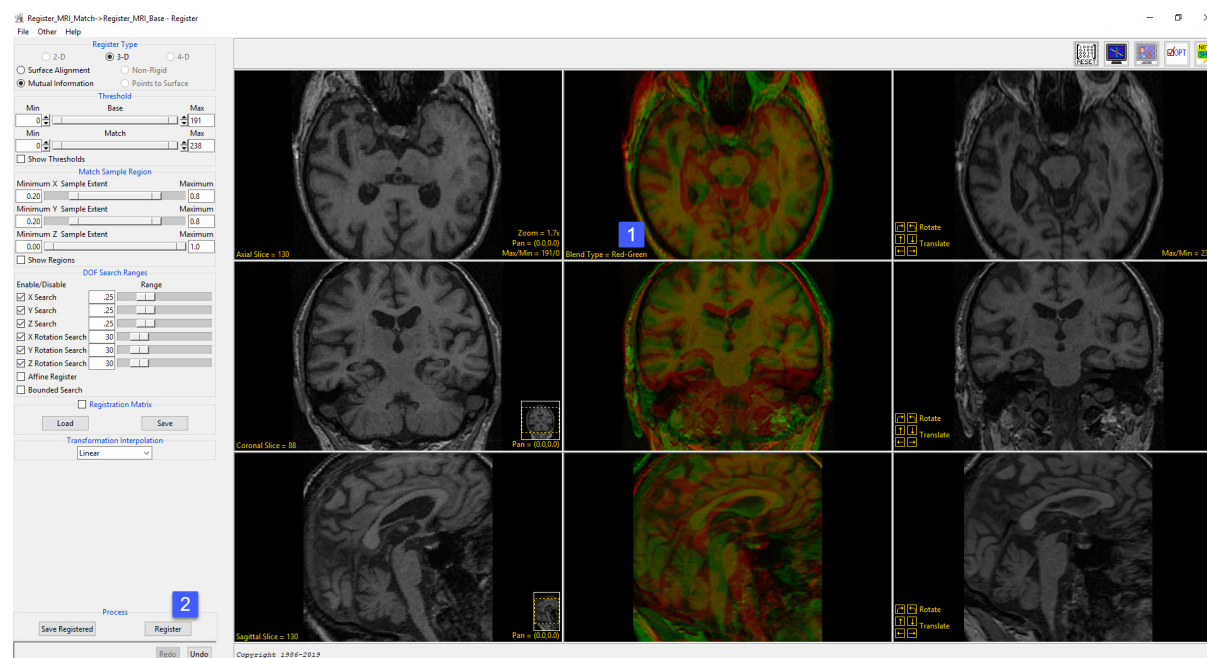 Register_MRI_Match->Register_MRI_Base - Register
File Other Help
Register Type
2-D 3-D 4-D
Surface Alignment Non-Rigid
Mutual Information Points to Surface
Threshold
Min Base Max
0 191
Min Match Max
0 238
Show Thresholds
Match Sample Region
Minimum X Sample Extent Maximum
0.20 0.8
Minimum Y Sample Extent Maximum
0.20 0.8
Minimum Z Sample Extent Maximum
0.00 1.0
Show Regions
DOF Search Ranges
Enable/Disable Range
X Search .25
Y Search .25
Z Search .25
X Rotation Search 30
Y Rotation Search 30
Z Rotation Search 30
Affine Register
Bounded Search
Registration Matrix
Load Save
Transformation Interpolation
Linear
Process
2
Save Registered Register
Redo Undo
RESET
OPT
Zoom = 1.7x
Pan = (0.0,0.0)
Axial Slice = 130 Max/Min = 191/0
1
Blend Type = Red-Green
Rotate
Translate
Max/Min = 23
Coronal Slice = 88 Pan = (0.0,0.0)
Rotate
Translate
Sagittal Slice = 130 Pan = (0.0,0.0)
Rotate
Translate
Copyright 1986-2019